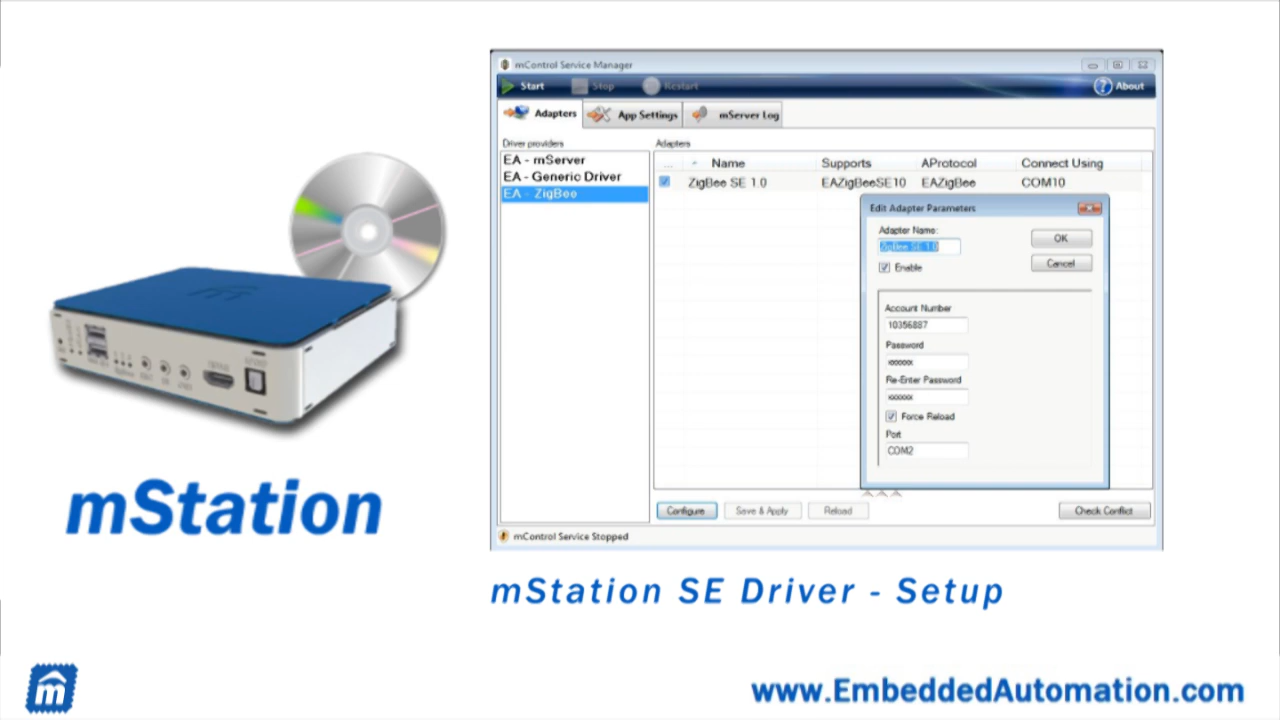 mControl Service Manager
Start Stop Restart About
Adapters App Settings mServer Log
Driver providers
EA - mServer
EA - Generic Driver
EA - ZigBee
Adapters
... Name Supports AProtocol Connect Using
ZigBee SE 1.0 EAZigBeeSE10 EAZigBee COM10
Edit Adapter Parameters
Adapter Name:
ZigBee SE 1.0
OK
Enable
Cancel
Account Number
10356887
Password
xxxxxx
Re-Enter Password
xxxxxx
Force Reload
Port
COM2
Configure Save & Apply Reload Check Conflict
mControl Service Stopped
mStation
mStation SE Driver - Setup
www.EmbeddedAutomation.com